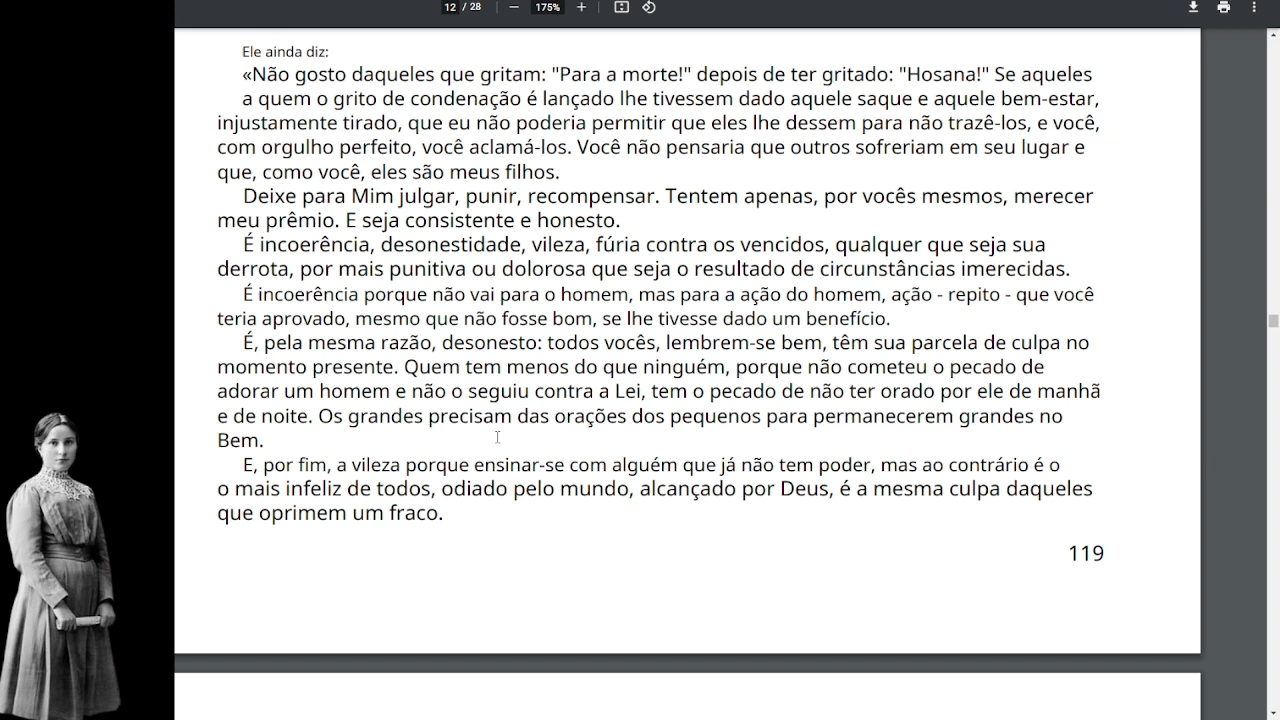 12 / 28 — 175% +
Ele ainda diz:
«Não gosto daqueles que gritam: "Para a morte!" depois de ter gritado: "Hosana!" Se aqueles
a quem o grito de condenação é lançado lhe tivessem dado aquele saque e aquele bem-estar,
injustamente tirado, que eu não poderia permitir que eles lhe dessem para não trazê-los, e você,
com orgulho perfeito, você aclamá-los. Você não pensaria que outros sofreriam em seu lugar e
que, como você, eles são meus filhos.
Deixe para Mim julgar, punir, recompensar. Tentem apenas, por vocês mesmos, merecer
meu prêmio. E seja consistente e honesto.
É incoerência, desonestidade, vileza, fúria contra os vencidos, qualquer que seja sua
derrota, por mais punitiva ou dolorosa que seja o resultado de circunstâncias imerecidas.
É incoerência porque não vai para o homem, mas para a ação do homem, ação - repito - que você
teria aprovado, mesmo que não fosse bom, se lhe tivesse dado um benefício.
É, pela mesma razão, desonesto: todos vocês, lembrem-se bem, têm sua parcela de culpa no
momento presente. Quem tem menos do que ninguém, porque não cometeu o pecado de
adorar um homem e não o seguiu contra a Lei, tem o pecado de não ter orado por ele de manhã
e de noite. Os grandes precisam das orações dos pequenos para permanecerem grandes no
Bem.
E, por fim, a vileza porque ensinar-se com alguém que já não tem poder, mas ao contrário é o
o mais infeliz de todos, odiado pelo mundo, alcançado por Deus, é a mesma culpa daqueles
que oprimem um fraco.
119